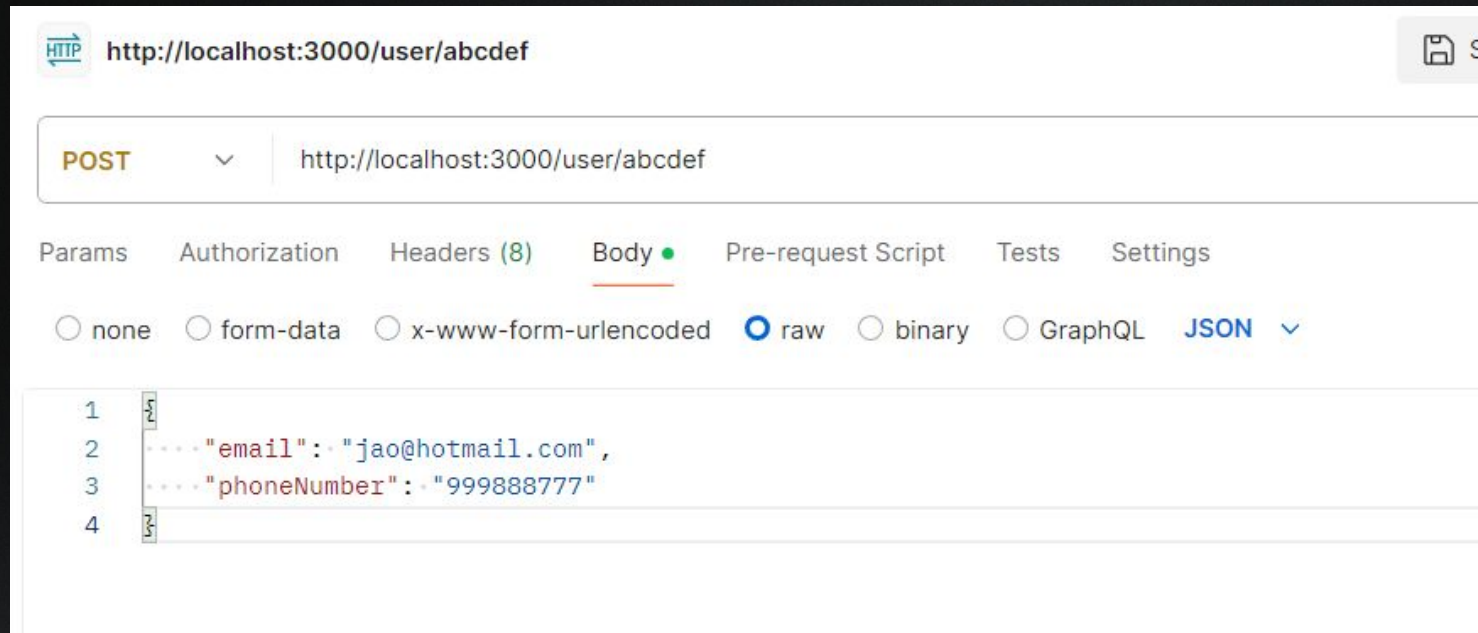 HTTP http://localhost:3000/user/abcdef
S
POST http://localhost:3000/user/abcdef
Params Authorization Headers (8) Body Pre-request Script Tests Settings
none form-data x-www-form-urlencoded raw binary GraphQL JSON
1 {
2 "email": "jao@hotmail.com",
3 "phoneNumber": "999888777"
4 }